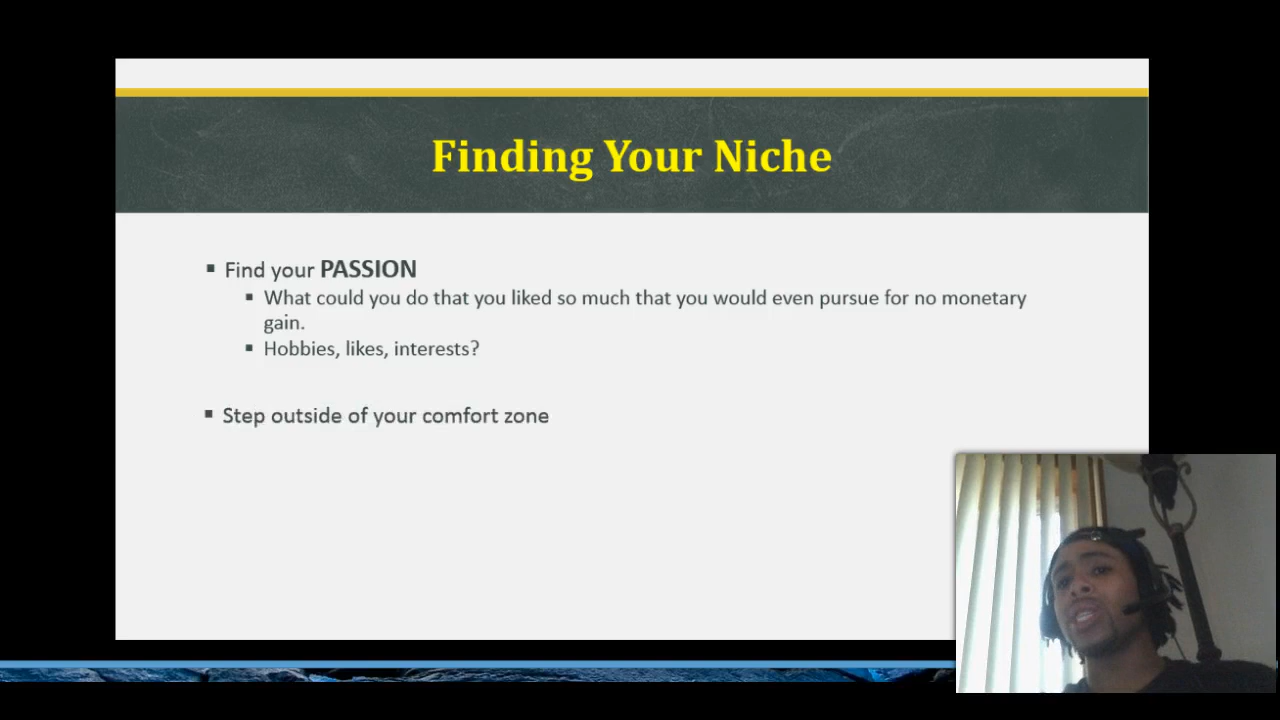 Finding Your Niche
▪ Find your PASSION
▪ What could you do that you liked so much that you would even pursue for no monetary
gain.
▪ Hobbies, likes, interests?
▪ Step outside of your comfort zone